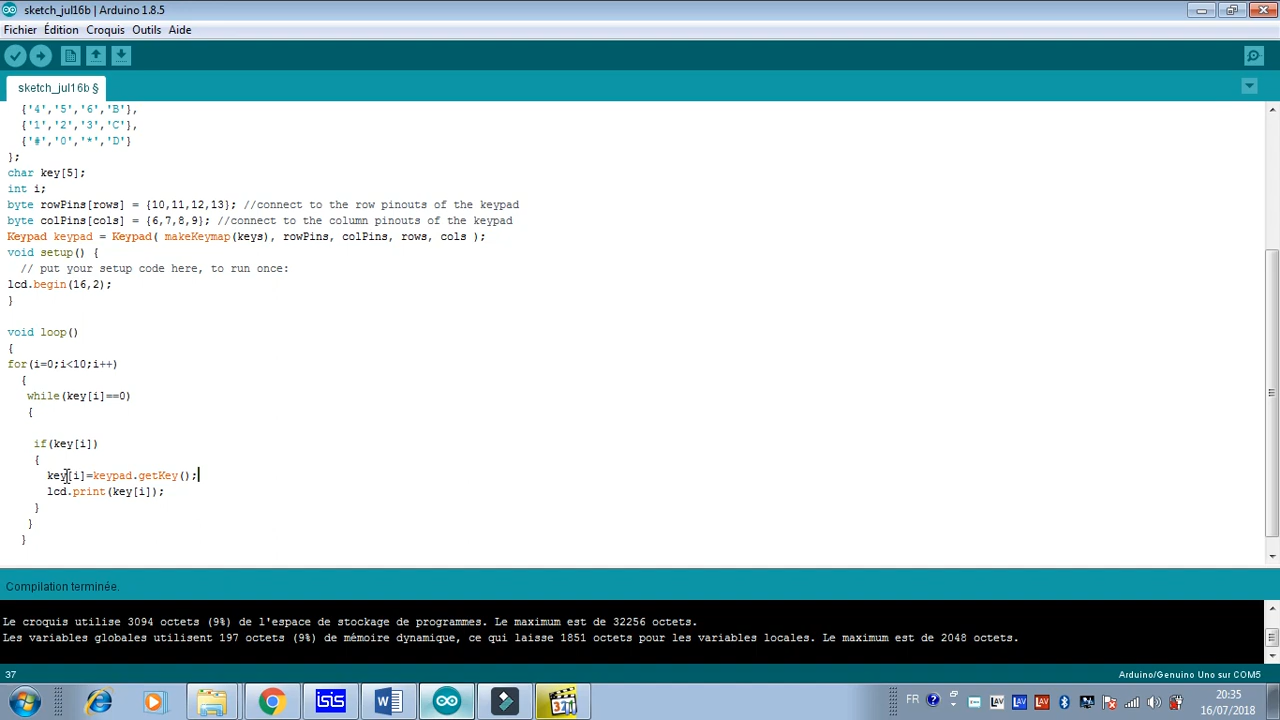 sketch_jul16b | Arduino 1.8.5
Fichier Édition Croquis Outils Aide
sketch_jul16b §
{'4','5','6','B'},
{'1','2','3','C'},
{'#','0','*','D'}
};
char key[5];
int i;
byte rowPins[rows] = {10,11,12,13}; //connect to the row pinouts of the keypad
byte colPins[cols] = {6,7,8,9}; //connect to the column pinouts of the keypad
Keypad keypad = Keypad( makeKeymap(keys), rowPins, colPins, rows, cols );
void setup() {
// put your setup code here, to run once:
lcd.begin(16,2);
}
void loop()
{
for(i=0;i<10;i++)
{
while(key[i]==0)
{
if(key[i])
{
key[i]=keypad.getKey();
lcd.print(key[i]);
}
}
}
Compilation terminée.
Le croquis utilise 3094 octets (9%) de l'espace de stockage de programmes. Le maximum est de 32256 octets.
Les variables globales utilisent 197 octets (9%) de mémoire dynamique, ce qui laisse 1851 octets pour les variables locales. Le maximum est de 2048 octets.
37 Arduino/Genuino Uno sur COM5
isis W 321 FR ? LAV LAV LAV 20:35
16/07/2018